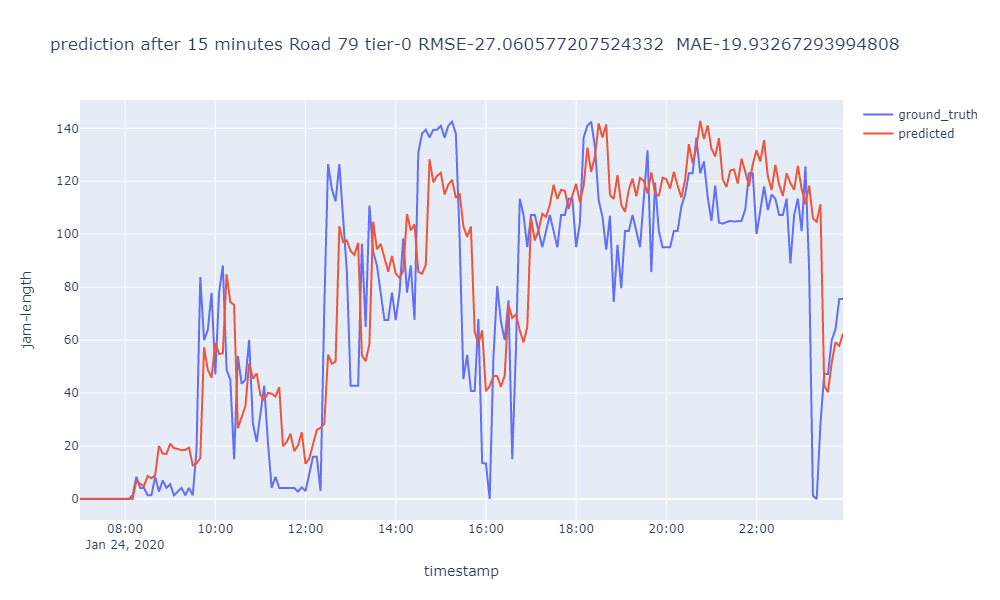 prediction after 15 minutes Road 79 tier-0 RMSE-27.060577207524332  MAE-19.93267293994808
ground_truth
predicted
140
120
100
80
60
40
20
0
jam-length
08:00 10:00 12:00 14:00 16:00 18:00 20:00 22:00
Jan 24, 2020
timestamp